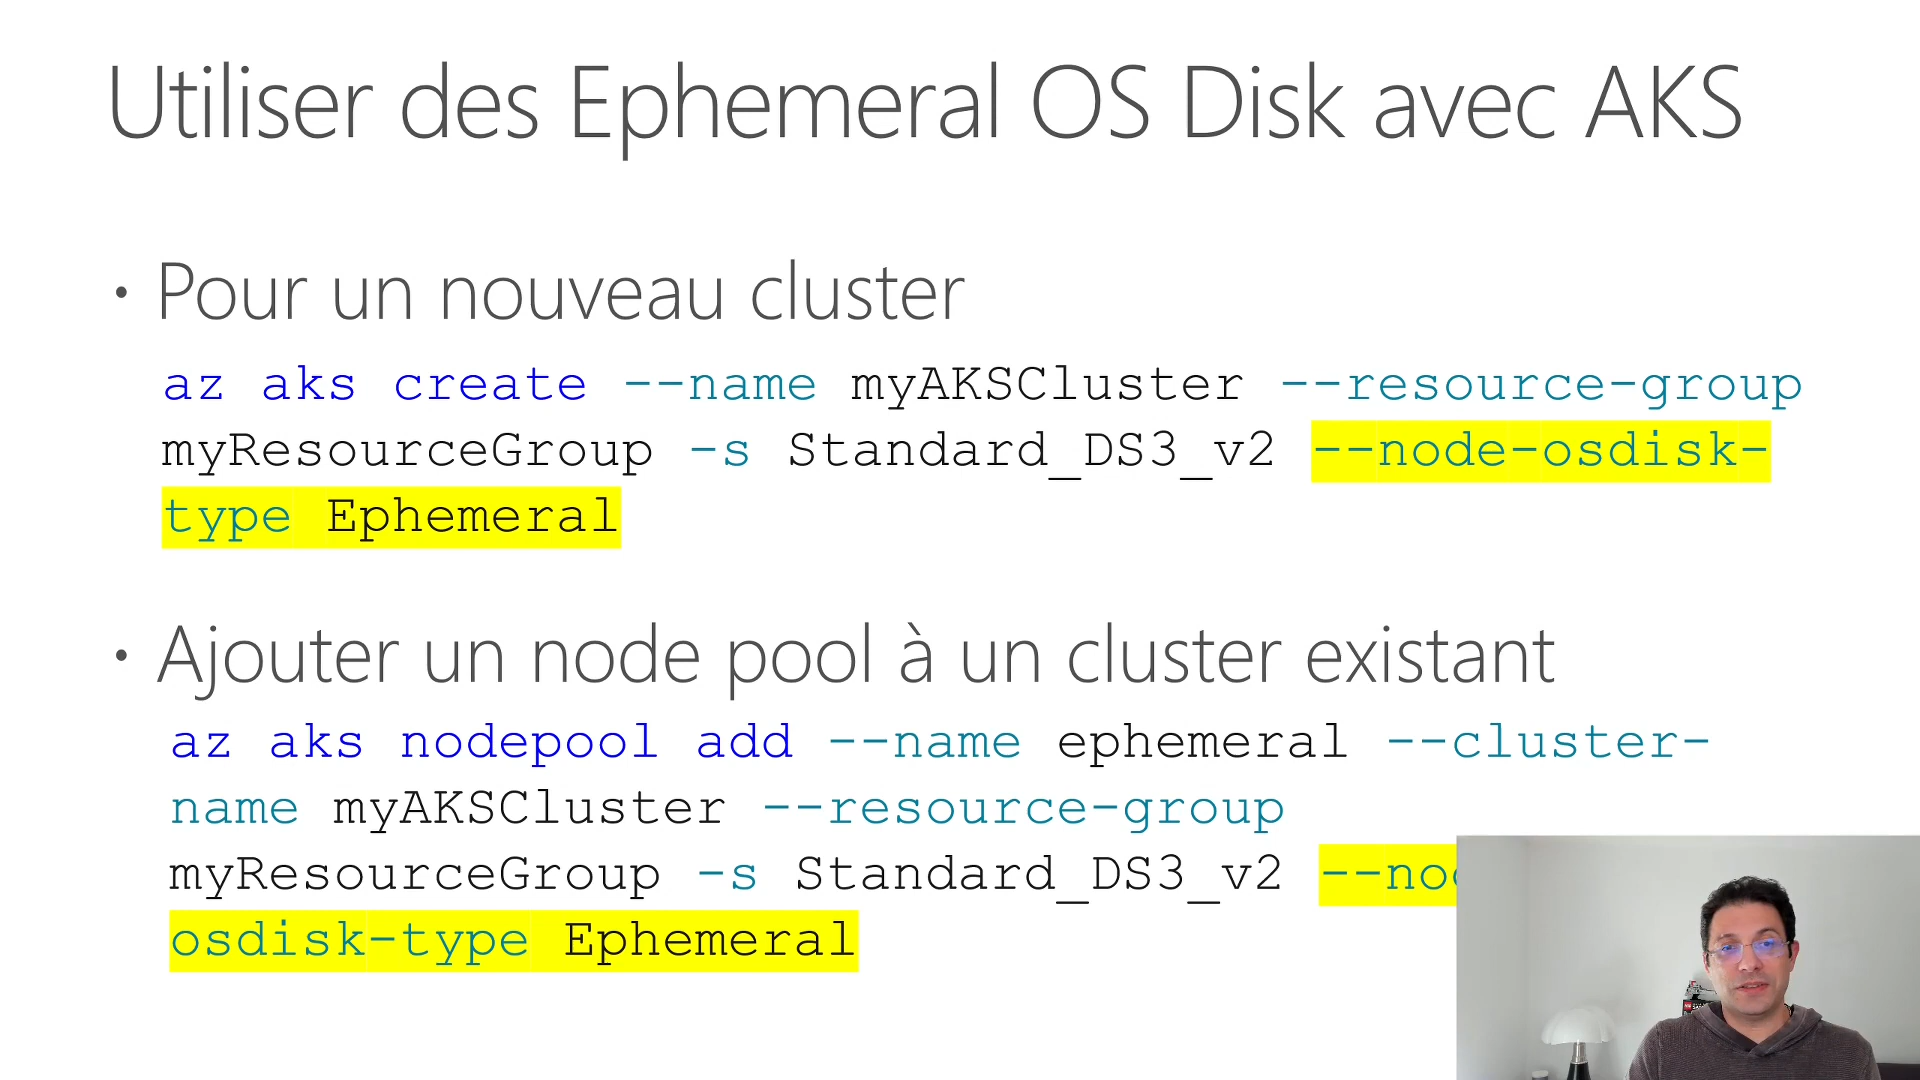 Utiliser des Ephemeral OS Disk avec AKS
• Pour un nouveau cluster
az aks create --name myAKSCluster --resource-group
myResourceGroup -s Standard_DS3_v2 --node-osdisk-
type Ephemeral
• Ajouter un node pool à un cluster existant
az aks nodepool add --name ephemeral --cluster-
name myAKSCluster --resource-group
myResourceGroup -s Standard_DS3_v2
osdisk-type Ephemeral